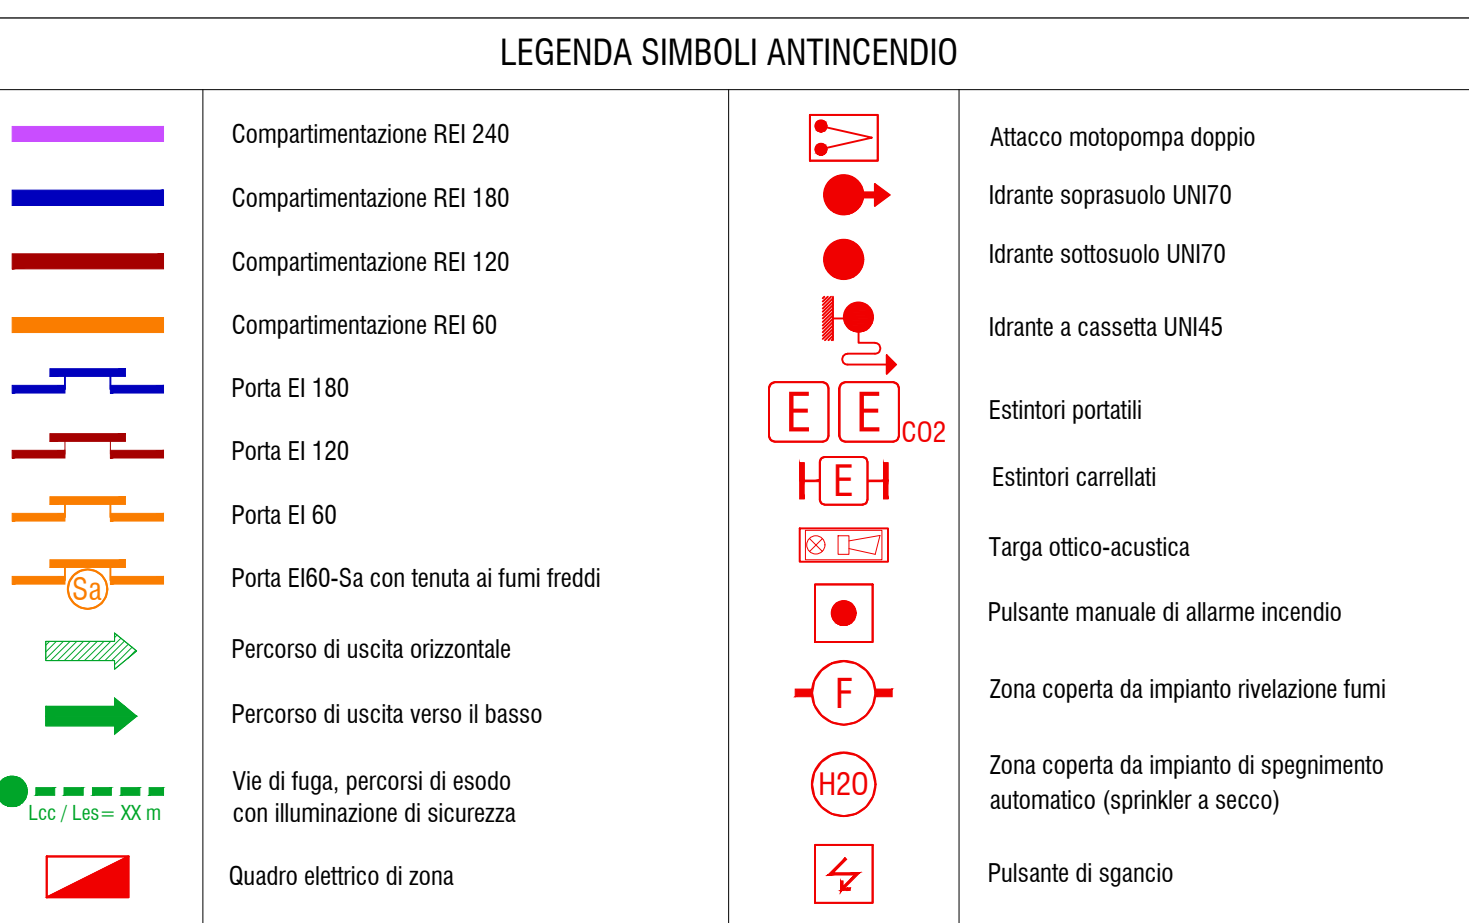 LEGENDA SIMBOLI ANTINCENDIO
Compartimentazione REI 240
Compartimentazione REI 180
Compartimentazione REI 120
Compartimentazione REI 60
Porta EI 180
Porta EI 120
Porta EI 60
Sa
Porta EI60-Sa con tenuta ai fumi freddi
Percorso di uscita orizzontale
Percorso di uscita verso il basso
Lcc / Les= XX m
Vie di fuga, percorsi di esodo
con illuminazione di sicurezza
Quadro elettrico di zona
Attacco motopompa doppio
Idrante soprasuolo UNI70
Idrante sottosuolo UNI70
Idrante a cassetta UNI45
E E CO2
Estintori portatili
E
Estintori carrellati
Targa ottico-acustica
Pulsante manuale di allarme incendio
F
Zona coperta da impianto rivelazione fumi
H2O
Zona coperta da impianto di spegnimento
automatico (sprinkler a secco)
Pulsante di sgancio